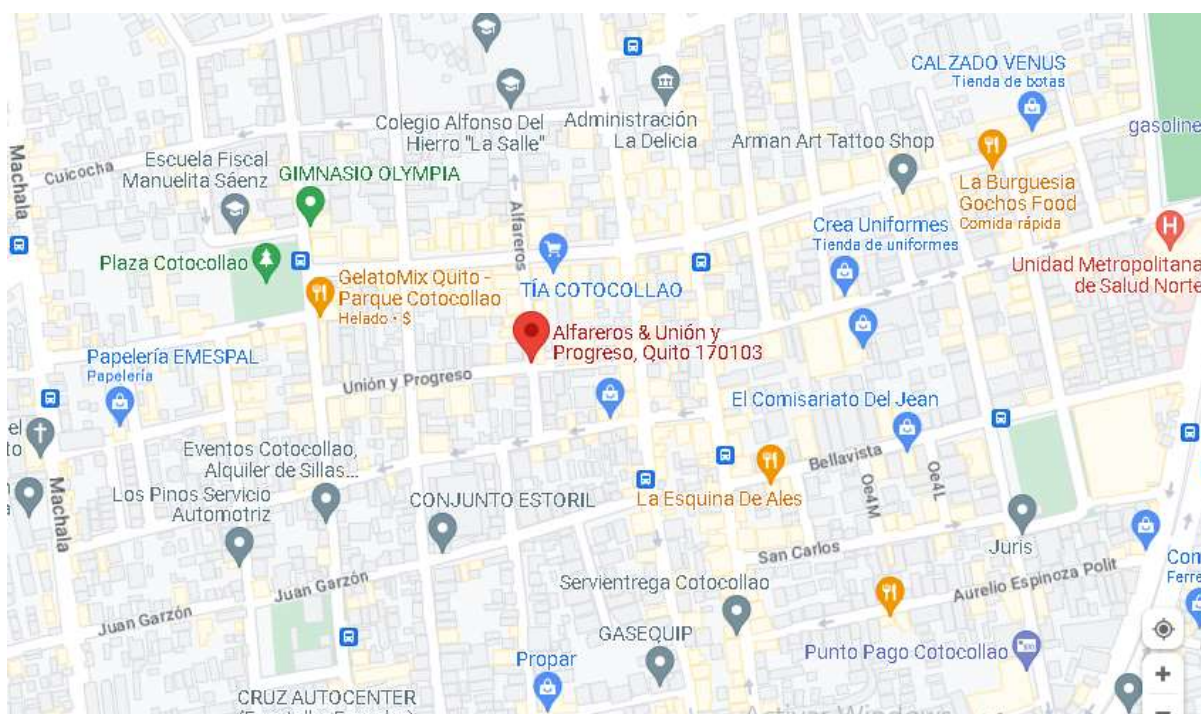 CALZADO VENUS
Tienda de botas
Colegio Alfonso Del
Hierro "La Salle"
Administración
La Delicia
Arman Art Tattoo Shop
gasoline
Machala
Cuicocha
Escuela Fiscal
Manuelita Sáenz
GIMNASIO OLYMPIA
Alfareros
La Burguesia
Gochos Food
Comida rápida
Crea Uniformes
Tienda de uniformes
Plaza Cotocollao
GelatoMix Quito -
Parque Cotocollao
Helado • $
TÍA COTOCOLLAO
Unidad Metropolitana
de Salud Norte
Alfareros & Unión y
Progreso, Quito 170103
Papelería EMESPAL
Papelería
Unión y Progreso
El Comisariato Del Jean
el
to
Eventos Cotocollao,
Alquiler de Sillas...
Bellavista
Oe4M
Oe4L
Machala
Los Pinos Servicio
Automotriz
CONJUNTO ESTORIL
La Esquina De Ales
San Carlos
Juris
Con
Ferre
Juan Garzón
Juan Garzón
Servientrega Cotocollao
Aurelio Espinoza Polit
GASEQUIP
Propar
Punto Pago Cotocollao
CRUZ AUTOCENTER